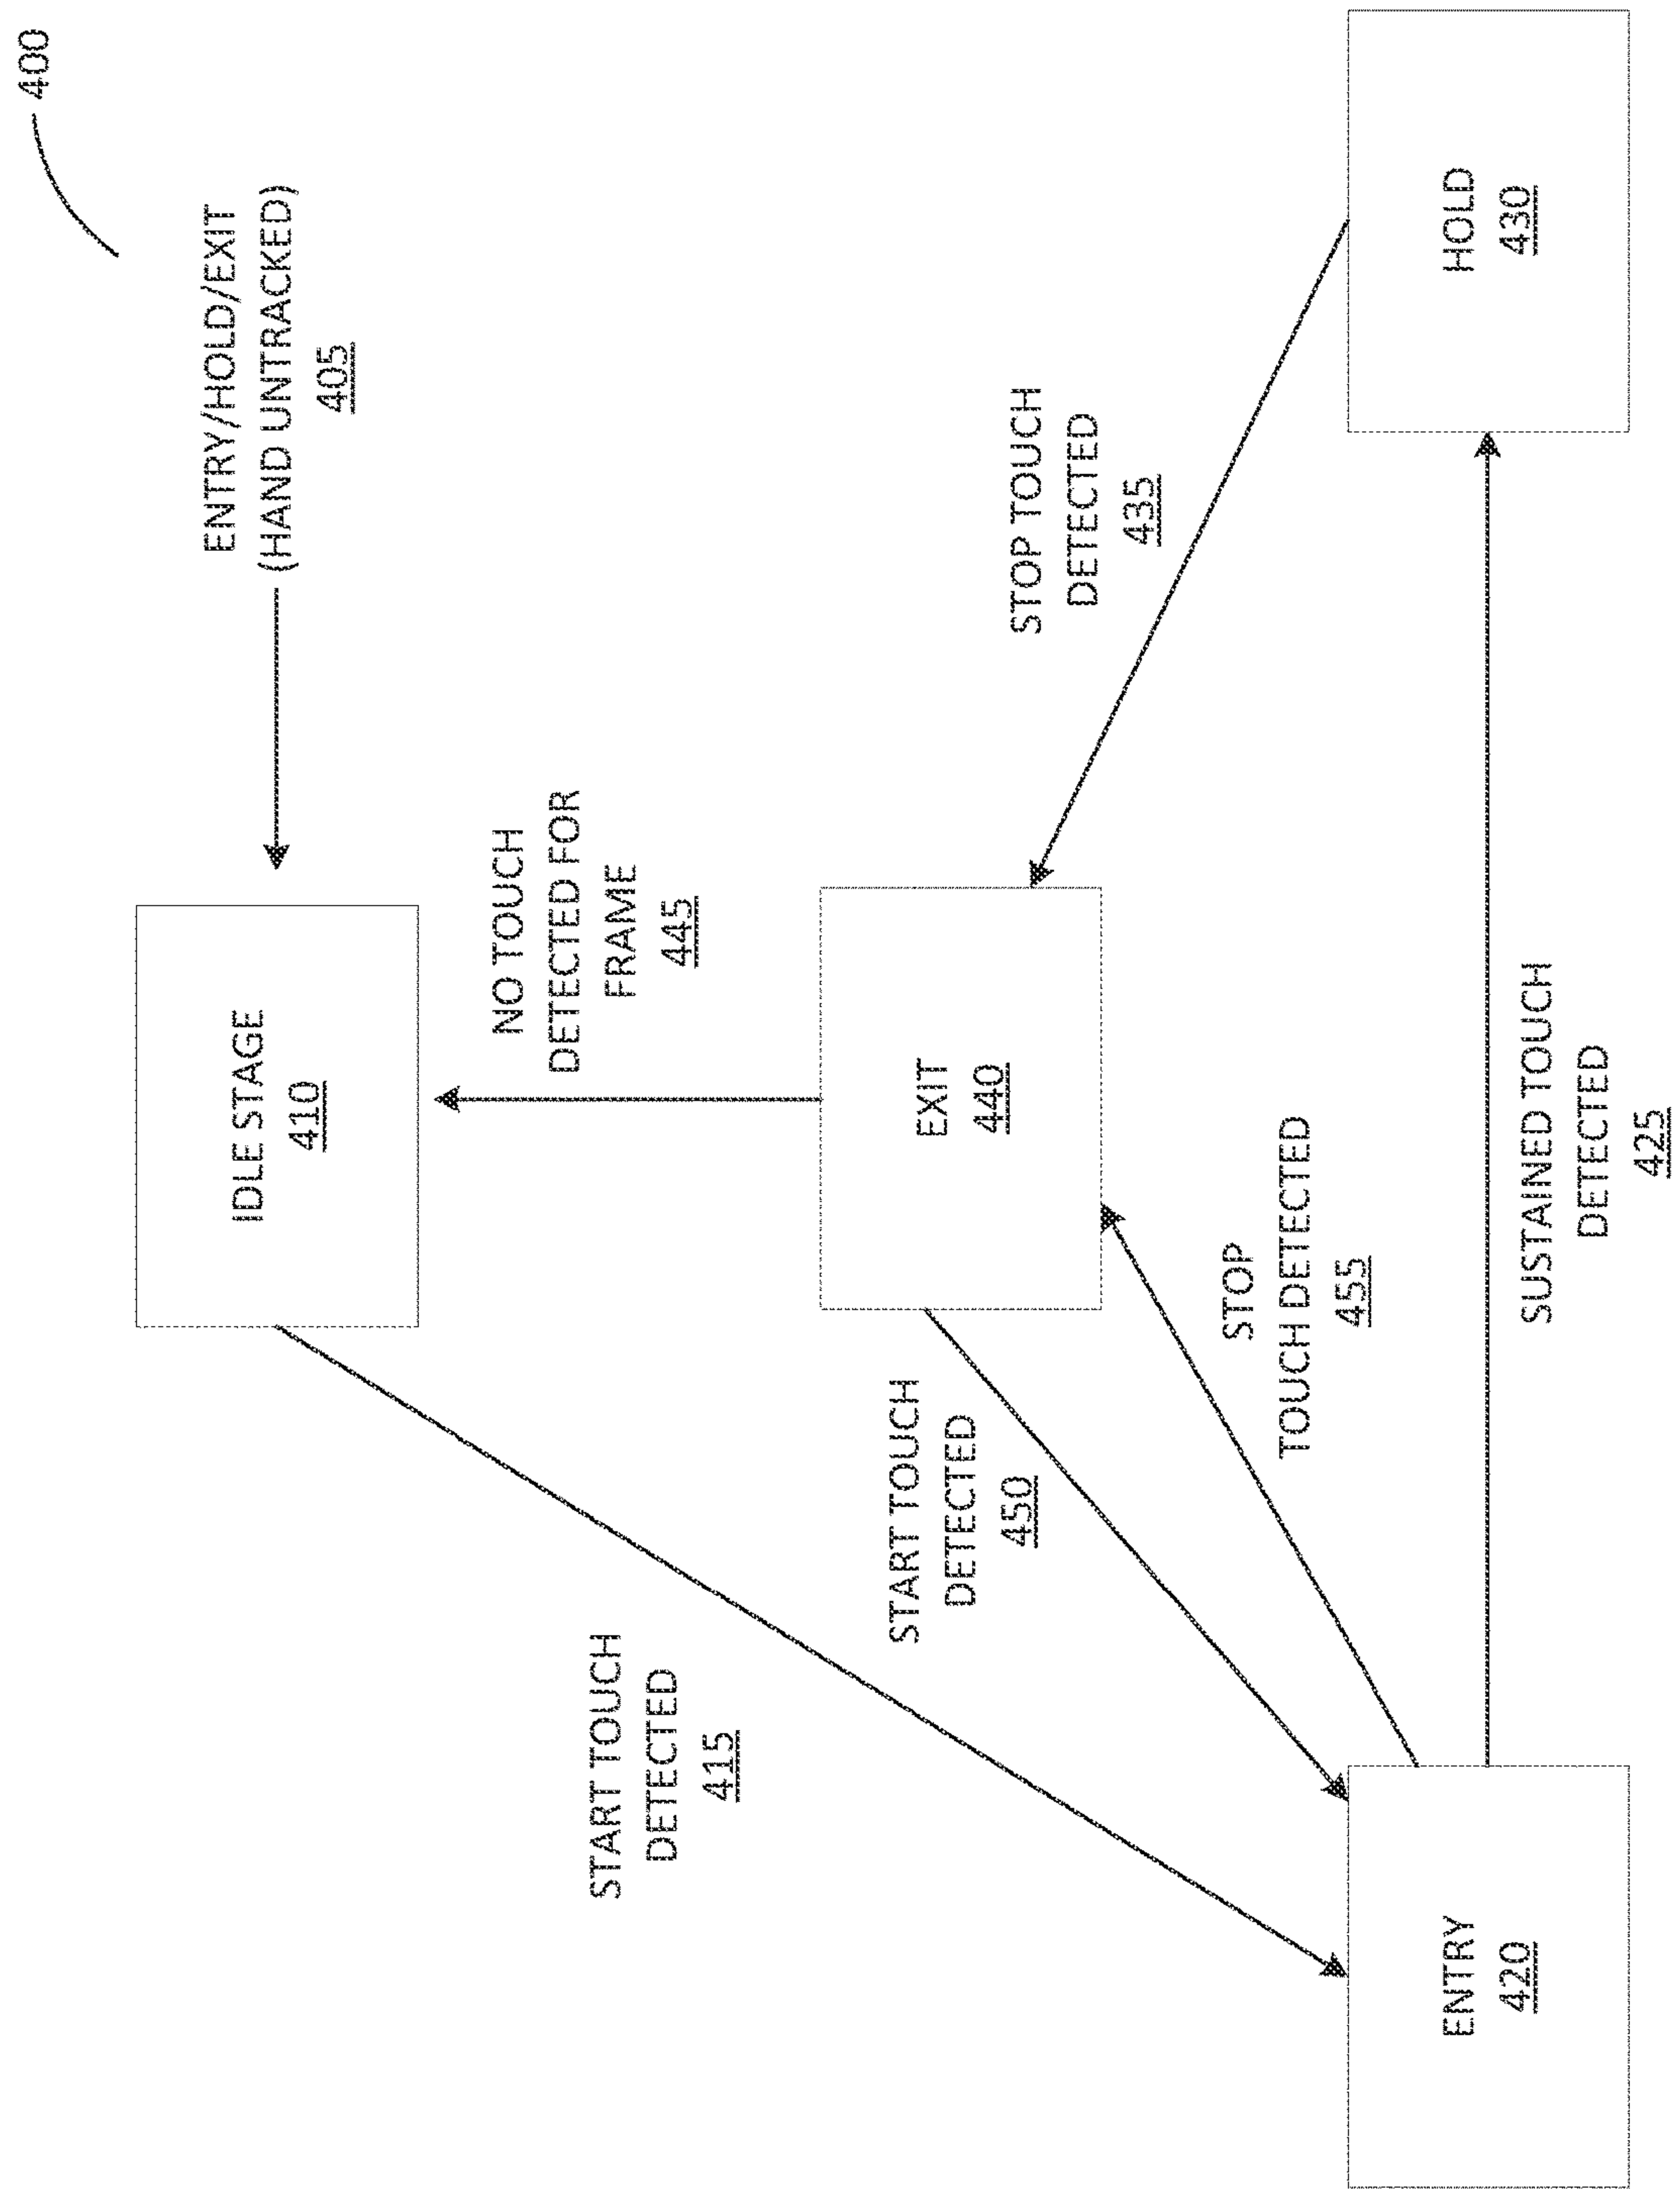 400
ENTRY/HOLD/EXIT
(HAND UNTRACKED)
405
IDLE STAGE
410
NO TOUCH
DETECTED FOR
FRAME
445
START TOUCH
DETECTED
415
EXIT
440
STOP TOUCH
DETECTED
435
START TOUCH
DETECTED
450
STOP
TOUCH DETECTED
455
ENTRY
420
HOLD
430
SUSTAINED TOUCH
DETECTED
425